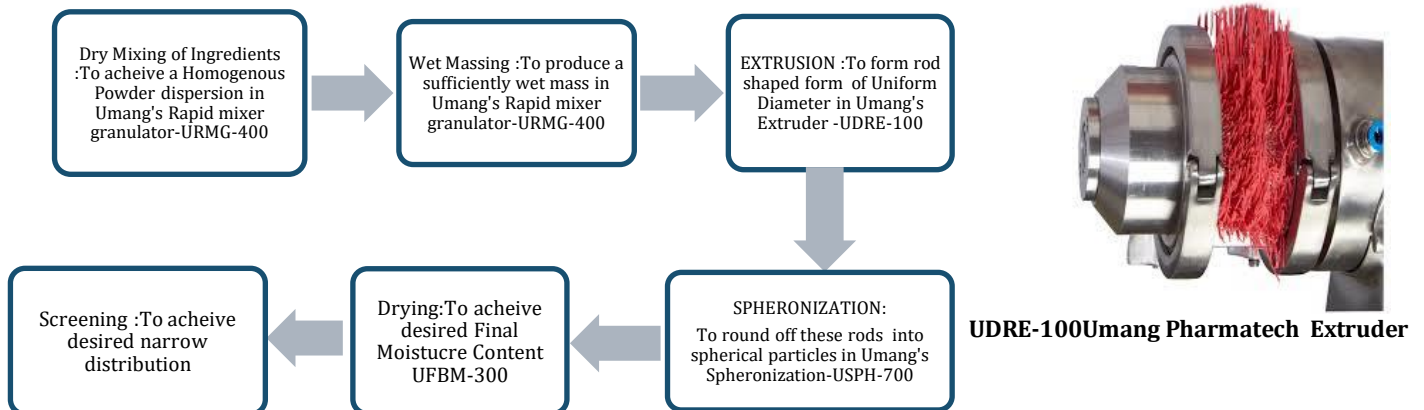 Dry Mixing of Ingredients
:To acheive a Homogenous
Powder dispersion in
Umang's Rapid mixer
granulator-URMG-400
Wet Massing :To produce a
sufficiently wet mass in
Umang's Rapid mixer
granulator-URMG-400
EXTRUSION :To form rod
shaped form of Uniform
Diameter in Umang's
Extruder -UDRE-100
SPHERONIZATION:
To round off these rods into
spherical particles in Umang's
Spheronization-USPH-700
Drying:To acheive
desired Final
Moistucre Content
UFBM-300
Screening :To acheive
desired narrow
distribution
UDRE-100Umang Pharmatech Extruder